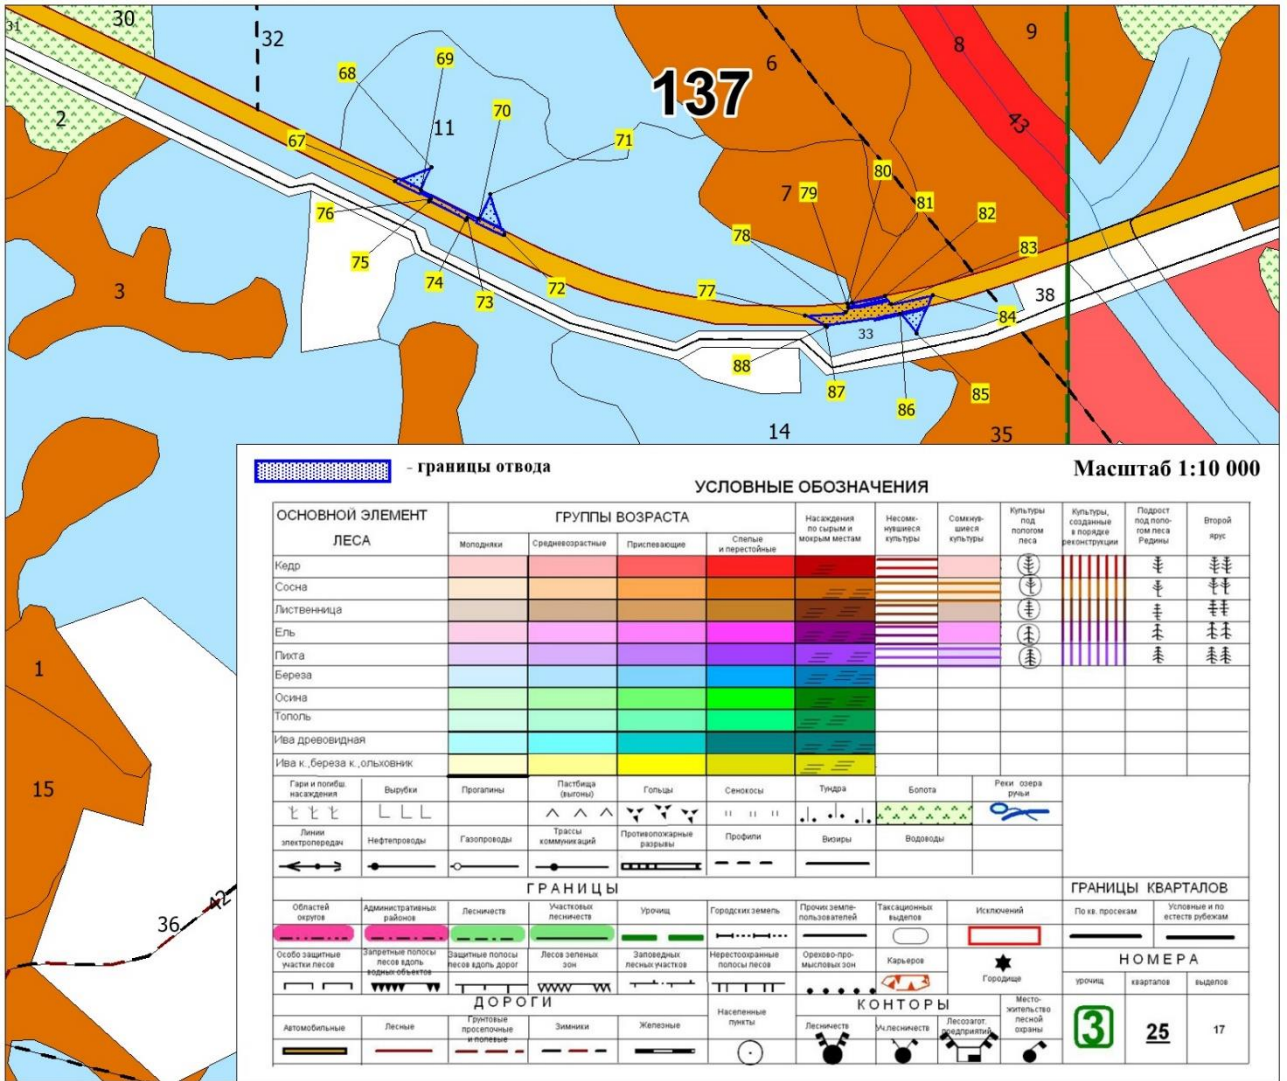 31
30
32
9
8
6
137
69
68
2
70
11
43
71
67
80
7
79
81
76
82
78
83
75
74
77
3
72
38
73
84
33
88
87
85
86
14
35
- границы отвода
Масштаб 1:10 000
УСЛОВНЫЕ ОБОЗНАЧЕНИЯ
ОСНОВНОЙ ЭЛЕМЕНТ
ЛЕСА
ГРУППЫ ВОЗРАСТА
Молодняки
Средневозрастные
Приспевающие
Спелые
и перестойные
Насаждения
по сырым и
мокрым местам
Несомк-
нувшиеся
культуры
Сомкнув-
шиеся
культуры
Культуры
под
пологом
леса
Культуры,
созданные
в порядке
реконструкции
Подрост
под поло-
гом леса
Редины
Второй
ярус
Кедр
Сосна
Лиственница
Ель
Пихта
Береза
Осина
Тополь
Ива древовидная
Ива к.,береза к.,ольховник
1
15
36
42
Гари и погибш.
насаждения
Вырубки
Прогалины
Пастбища
(выгоны)
Гольцы
Сенокосы
Тундра
Болота
Реки озера
ручьи
Линии
электропередач
Нефтепроводы
Газопроводы
Трассы
коммуникаций
Противопожарные
разрывы
Профили
Визиры
Водоводы
ГРАНИЦЫ
ГРАНИЦЫ КВАРТАЛОВ
Областей
округов
Административных
районов
Лесничеств
Участковых
лесничеств
Урочищ
Городских земель
Прочих земле-
пользователей
Таксационных
выделов
Исключений
По кв. просекам
Условные и по
естеств рубежам
Особо защитные
участки лесов
Запретные полосы
лесов вдоль
водных объектов
Защитные полосы
лесов вдоль дорог
Лесов зеленых
зон
Заповедных
лесных участков
Нерестоохранные
полосы лесов
Орехово-про-
мысловых зон
Карьеров
Городище
НОМЕРА
урочищ
кварталов
выделов
ДОРОГИ
КОНТОРЫ
Автомобильные
Лесные
Грунтовые
проселочные
и полевые
Зимники
Железные
Населенные
пункты
Лесничеств
Уч.лесничеств
Лесозагот.
предприятий
Место-
жительство
лесной
охраны
3
25
17